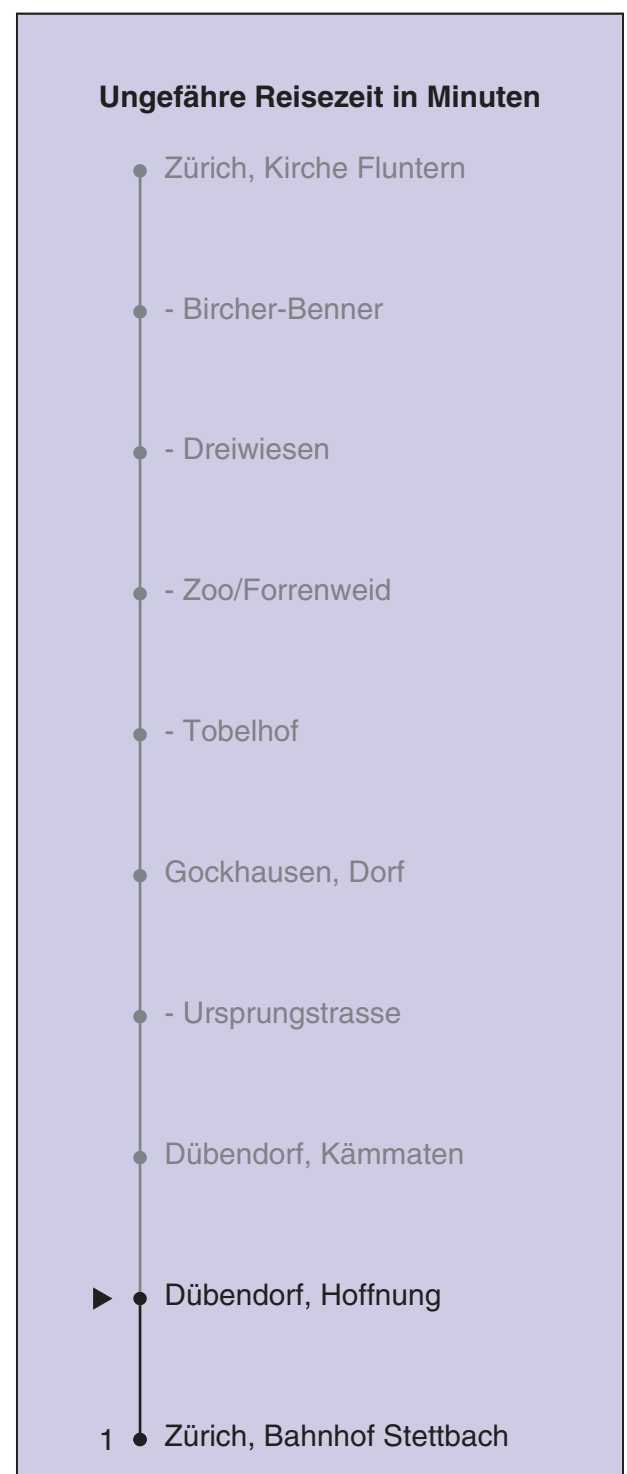 Ungefähre Reisezeit in Minuten
Zürich, Kirche Fluntern
- Bircher-Benner
- Dreiwiesen
- Zoo/Forrenweid
- Tobelhof
Gockhausen, Dorf
- Ursprungstrasse
Dübendorf, Kämmaten
Dübendorf, Hoffnung
1 Zürich, Bahnhof Stettbach